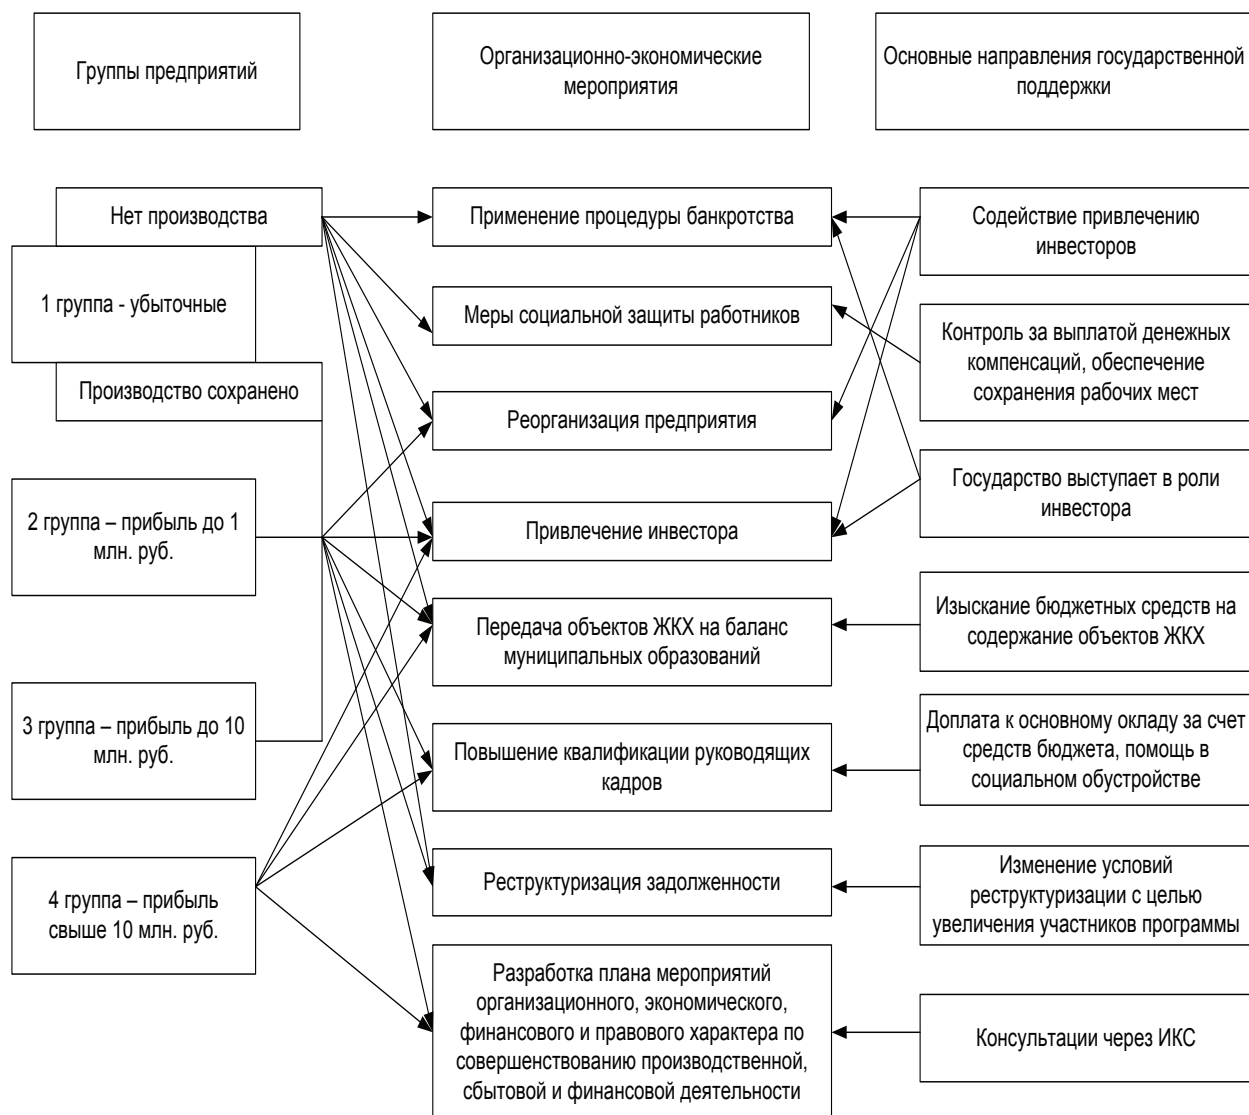 Группы предприятий
Организационно-экономические
мероприятия
Основные направления государственной
поддержки
Нет производства
1 группа - убыточные
Производство сохранено
2 группа – прибыль до 1
млн. руб.
3 группа – прибыль до 10
млн. руб.
4 группа – прибыль
свыше 10 млн. руб.
Применение процедуры банкротства
Меры социальной защиты работников
Реорганизация предприятия
Привлечение инвестора
Передача объектов ЖКХ на баланс
муниципальных образований
Повышение квалификации руководящих
кадров
Реструктуризация задолженности
Разработка плана мероприятий
организационного, экономического,
финансового и правового характера по
совершенствованию производственной,
сбытовой и финансовой деятельности
Содействие привлечению
инвесторов
Контроль за выплатой денежных
компенсаций, обеспечение
сохранения рабочих мест
Государство выступает в роли
инвестора
Изыскание бюджетных средств на
содержание объектов ЖКХ
Доплата к основному окладу за счет
средств бюджета, помощь в
социальном обустройстве
Изменение условий
реструктуризации с целью
увеличения участников программы
Консультации через ИКС